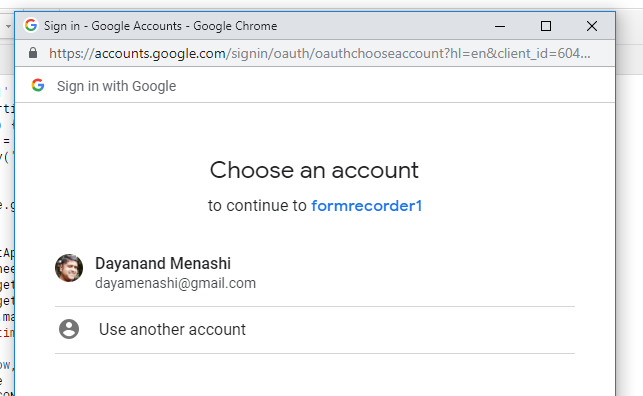 Sign in - Google Accounts - Google Chrome
https://accounts.google.com/signin/oauth/oauthchooseaccount?hl=en&client_id=604...
Sign in with Google
Choose an account
to continue to formrecorder1
Dayanand Menashi
dayamenashi@gmail.com
Use another account